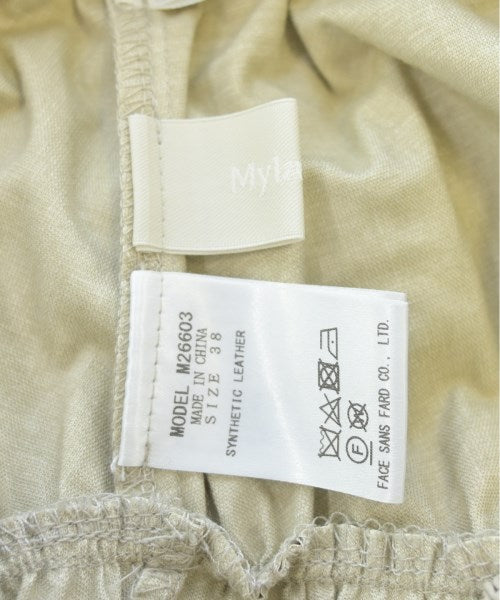 MODEL M26603
MADE IN CHINA
SIZE 38
SYNTHETIC LEATHER
F
FACE SANS FARD CO., LTD.